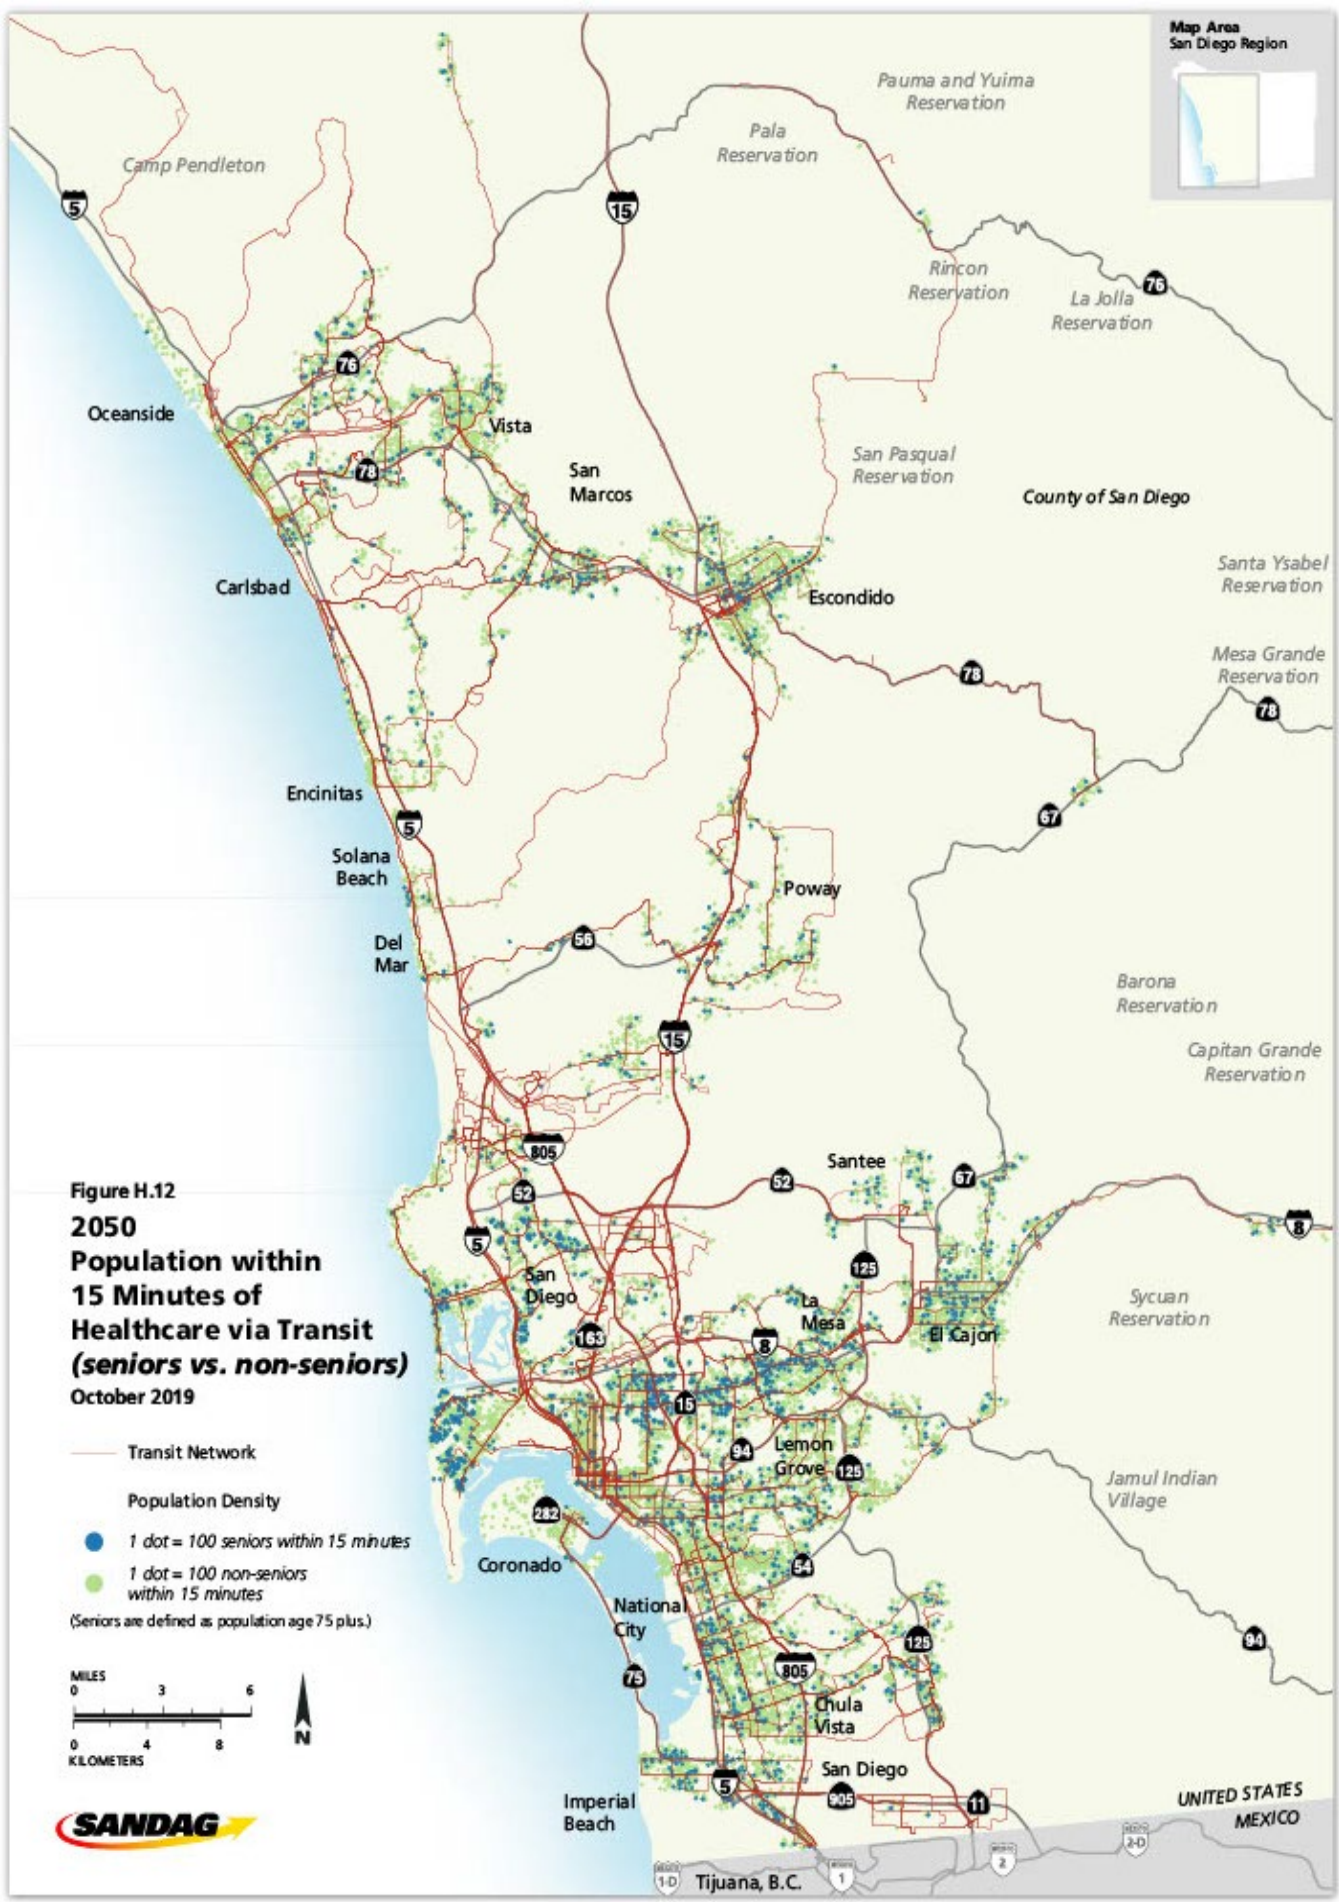 Map Area
San Diego Region
Pauma and Yuima
Reservation
Pala
Reservation
Camp Pendleton
5
15
Rincon
Reservation
La Jolla
Reservation
76
76
Oceanside
Vista
78
San
Marcos
San Pasqual
Reservation
County of San Diego
Santa Ysabel
Reservation
Carlsbad
Escondido
Mesa Grande
Reservation
78
78
Encinitas
5
67
Solana
Beach
Poway
56
Del
Mar
Barona
Reservation
15
Capitan Grande
Reservation
805
Santee
67
52
52
5
8
125
San
Diego
La
Mesa
Sycuan
Reservation
163
8
El Cajon
15
94
Lemon
Grove
125
Jamul Indian
Village
282
Coronado
54
National
City
125
94
75
805
Chula
Vista
San Diego
5
905
11
Imperial
Beach
UNITED STATES
MEXICO
MEXICO
2-D
MEXICO
2
MEXICO
1-D
Tijuana, B.C.
MEXICO
1
Figure H.12
2050
Population within
15 Minutes of
Healthcare via Transit
(seniors vs. non-seniors)
October 2019
Transit Network
Population Density
1 dot = 100 seniors within 15 minutes
1 dot = 100 non-seniors
within 15 minutes
(Seniors are defined as population age 75 plus.)
MILES
0 3 6
0 4 8
KILOMETERS
N
SANDAG